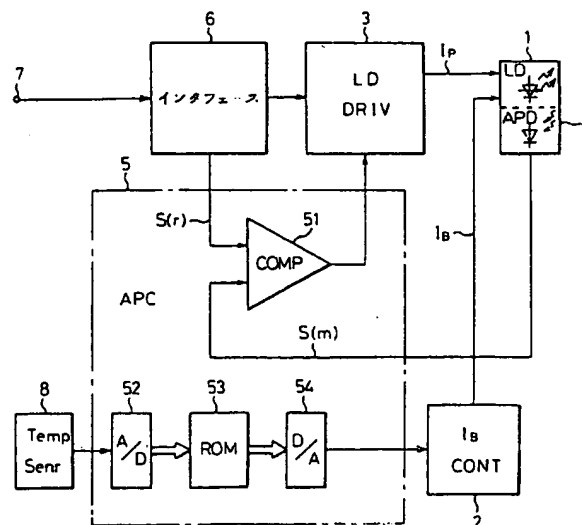 6
3
1
7
インタフェース
LD
DRIV
IP
LD
APD
5
S(r)
51
COMP
APC
IB
S(m)
8
Temp
Senr
52
A/D
53
ROM
54
D/A
IB
CONT
2